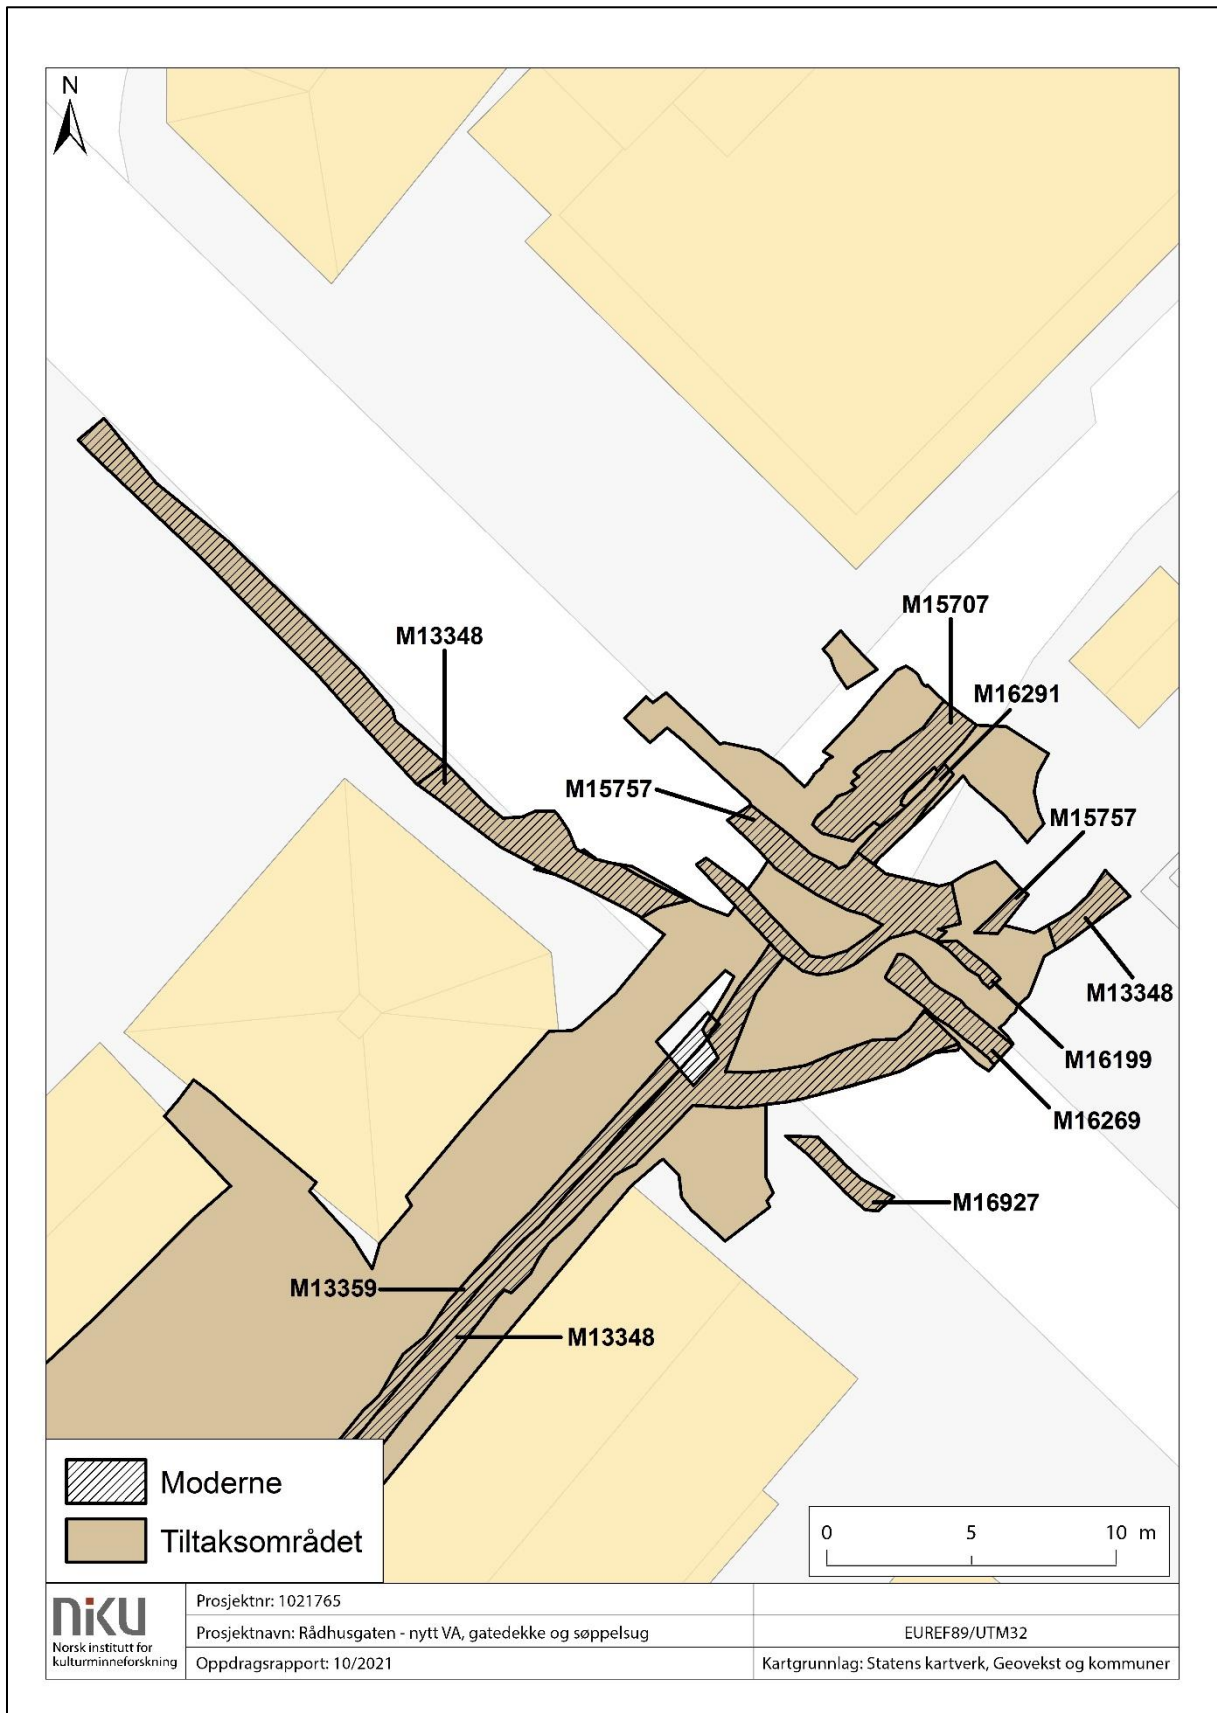 N
M15707
M13348
M16291
M15757
M15757
M13348
M16199
M16269
M16927
M13359
M13348
Moderne
Tiltaksområdet
0 5 10 m
niku
Norsk institutt for
kulturminneforskning
Prosjektnr: 1021765
Prosjektnavn: Rådhusgaten - nytt VA, gatedekke og søppelsug
EUREF89/UTM32
Oppdragsrapport: 10/2021
Kartgrunnlag: Statens kartverk, Geovekst og kommuner